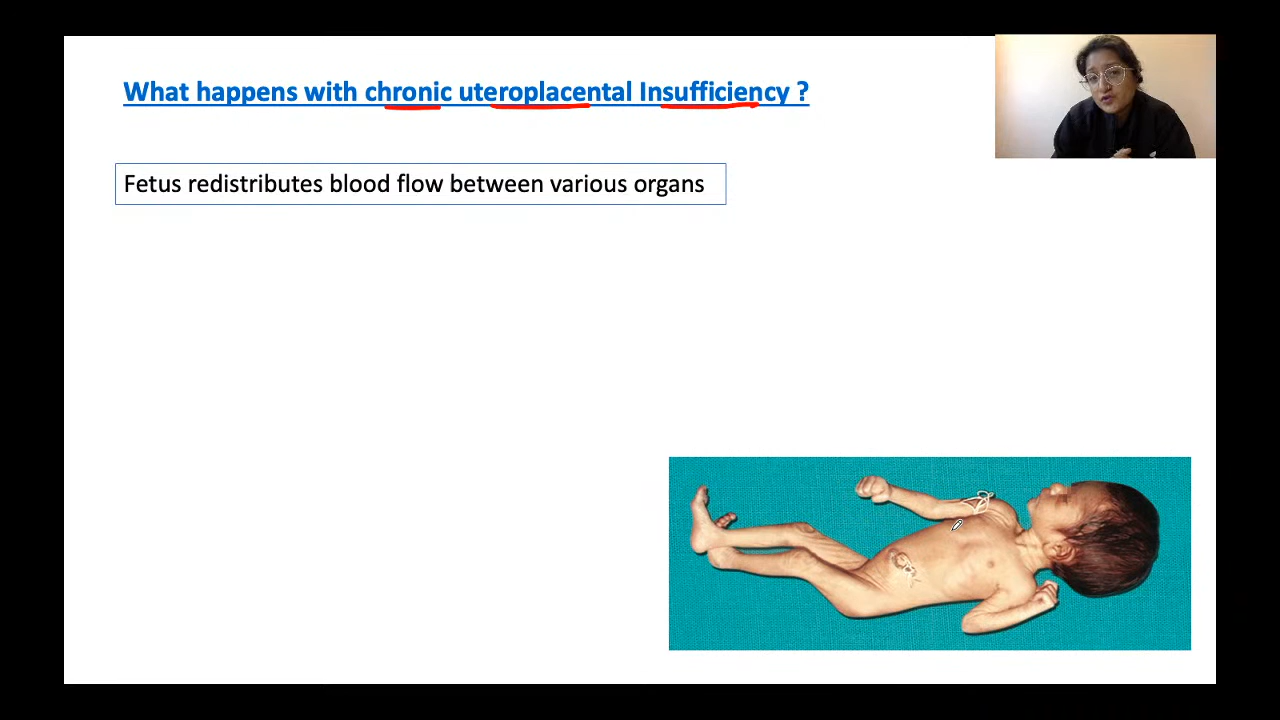 What happens with chronic uteroplacental Insufficiency ?
Fetus redistributes blood flow between various organs